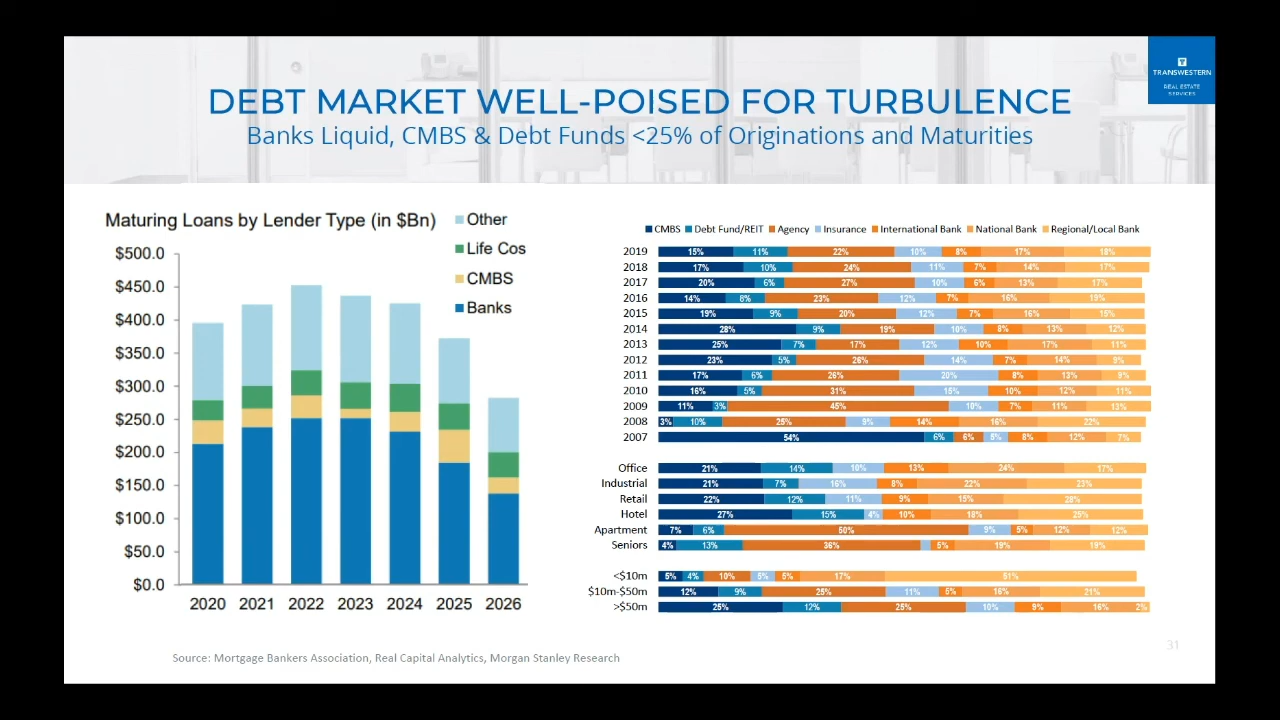 TRANSWESTERN
REAL ESTATE
SERVICES
DEBT MARKET WELL-POISED FOR TURBULENCE
Banks Liquid, CMBS & Debt Funds <25% of Originations and Maturities
Maturing Loans by Lender Type (in $Bn)
Other
Life Cos
CMBS
Banks
$500.0
$450.0
$400.0
$350.0
$300.0
$250.0
$200.0
$150.0
$100.0
$50.0
$0.0
2020 2021 2022 2023 2024 2025 2026
CMBS Debt Fund/REIT Agency Insurance International Bank National Bank Regional/Local Bank
2019 15% 11% 22% 10% 8% 17% 18%
2018 17% 10% 24% 11% 7% 14% 17%
2017 20% 6% 27% 10% 6% 13% 17%
2016 14% 8% 23% 12% 7% 16% 19%
2015 19% 9% 20% 12% 7% 16% 15%
2014 28% 9% 19% 10% 8% 13% 12%
2013 25% 7% 17% 12% 10% 17% 11%
2012 23% 5% 26% 14% 7% 14% 9%
2011 17% 6% 26% 20% 8% 13% 9%
2010 16% 5% 31% 15% 10% 12% 11%
2009 11% 3% 45% 10% 7% 11% 13%
2008 3% 10% 25% 9% 14% 16% 22%
2007 54% 6% 6% 5% 8% 12% 7%
Office 21% 14% 10% 13% 24% 17%
Industrial 21% 7% 16% 8% 22% 23%
Retail 22% 12% 11% 9% 15% 28%
Hotel 27% 15% 4% 10% 18% 25%
Apartment 7% 6% 50% 9% 5% 12% 12%
Seniors 4% 13% 36% 5% 19% 19%
<$10m 5% 4% 10% 5% 5% 17% 51%
$10m-$50m 12% 9% 25% 11% 5% 16% 21%
>$50m 25% 12% 25% 10% 9% 16% 2%
Source: Mortgage Bankers Association, Real Capital Analytics, Morgan Stanley Research
31